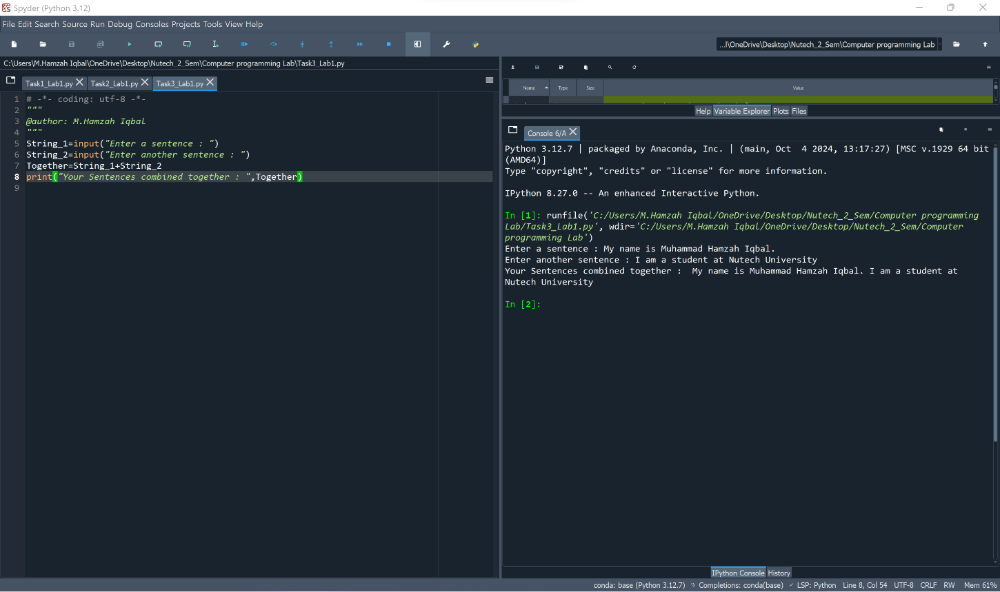 Spyder (Python 3.12)
File Edit Search Source Run Debug Consoles Projects Tools View Help
...l\OneDrive\Desktop\Nutech_2_Sem\Computer programming Lab
C:\Users\M.Hamzah Iqbal\OneDrive\Desktop\Nutech_2_Sem\Computer programming Lab\Task3_Lab1.py
Task1_Lab1.py Task2_Lab1.py Task3_Lab1.py
1 # -*- coding: utf-8 -*-
2 """
3 @author: M.Hamzah Iqbal
4 """
5 String_1=input("Enter a sentence : ")
6 String_2=input("Enter another sentence : ")
7 Together=String_1+String_2
8 print("Your Sentences combined together : ",Together)
9
Name Type Size Value
Help Variable Explorer Plots Files
Console 6/A
Python 3.12.7 | packaged by Anaconda, Inc. | (main, Oct  4 2024, 13:17:27) [MSC v.1929 64 bit
(AMD64)]
Type "copyright", "credits" or "license" for more information.
IPython 8.27.0 -- An enhanced Interactive Python.
In [1]: runfile('C:/Users/M.Hamzah Iqbal/OneDrive/Desktop/Nutech_2_Sem/Computer programming
Lab/Task3_Lab1.py', wdir='C:/Users/M.Hamzah Iqbal/OneDrive/Desktop/Nutech_2_Sem/Computer
programming Lab')
Enter a sentence : My name is Muhammad Hamzah Iqbal.
Enter another sentence : I am a student at Nutech University
Your Sentences combined together :  My name is Muhammad Hamzah Iqbal. I am a student at
Nutech University
In [2]:
IPython Console History
conda: base (Python 3.12.7) Completions: conda(base) LSP: Python Line 8, Col 54 UTF-8 CRLF RW Mem 61%